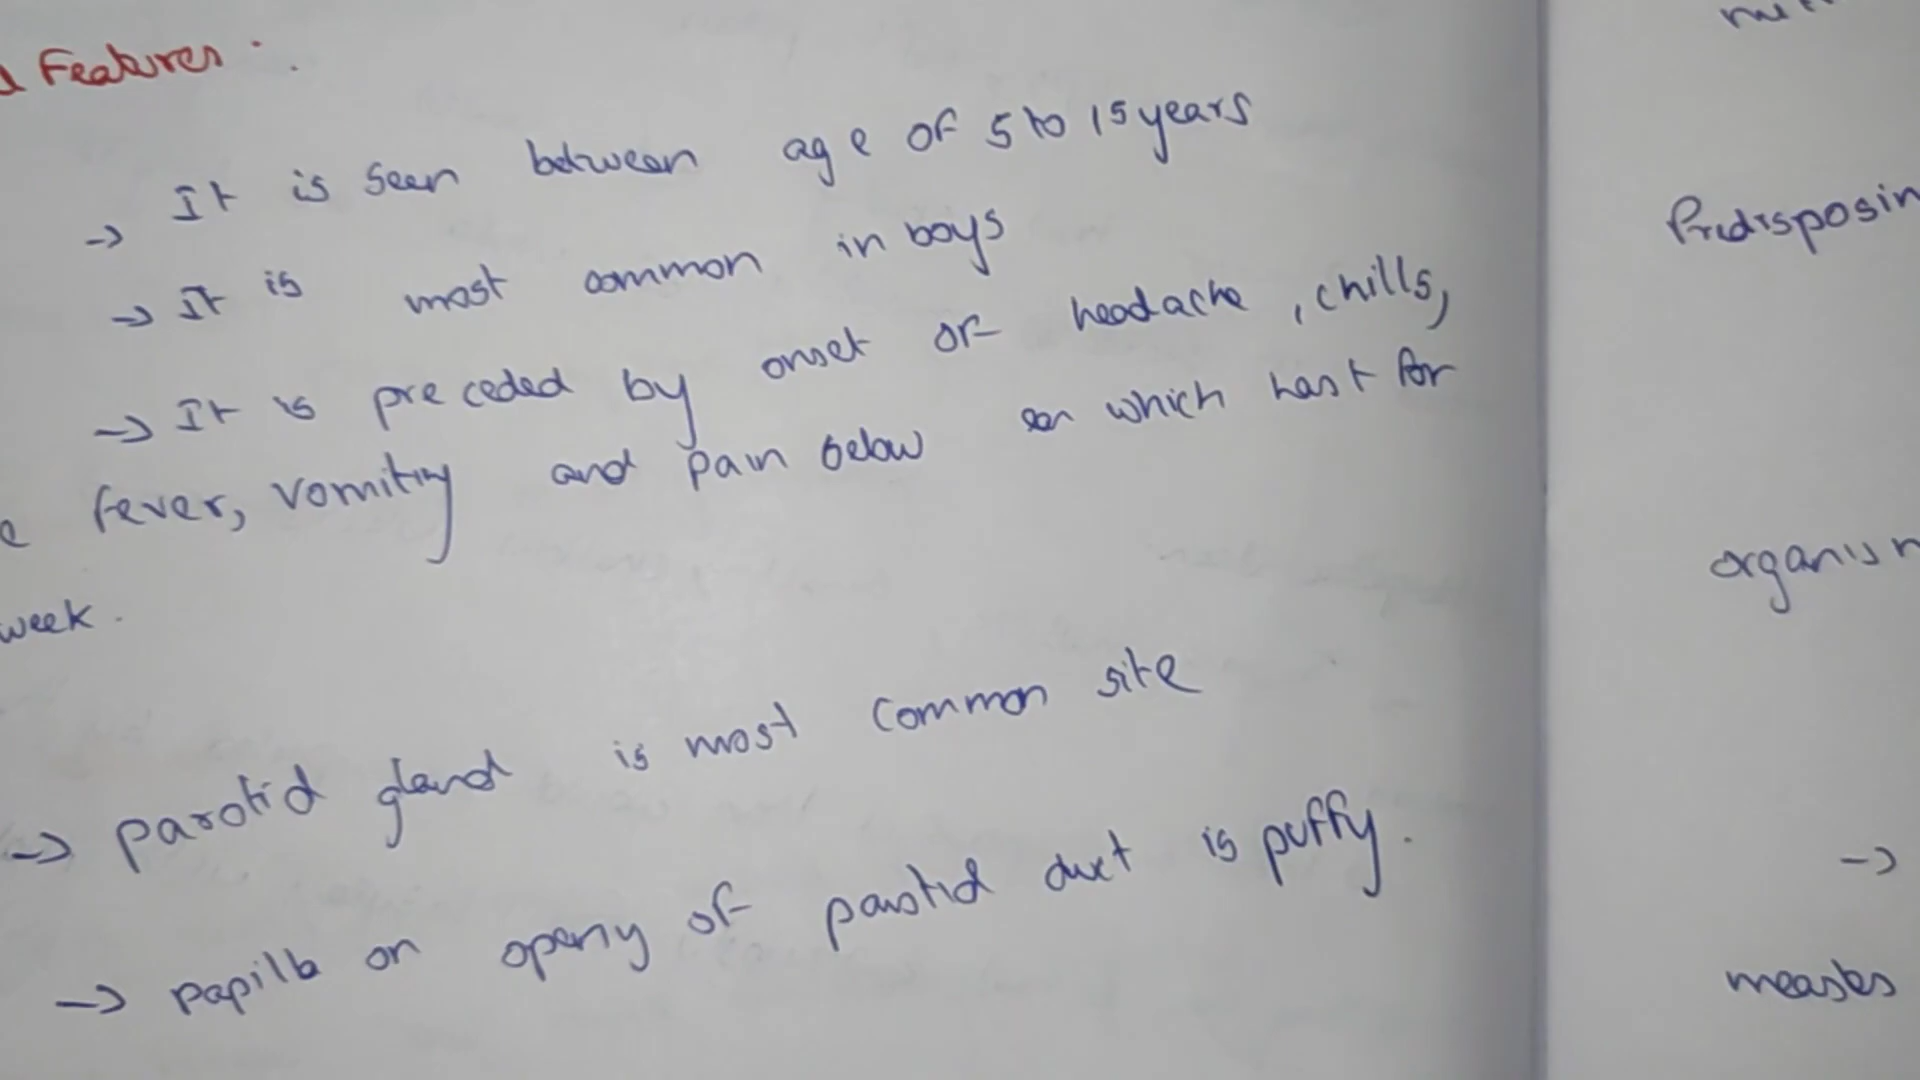 Features :
→ It is seen between age of 5 to 15 years
→ It is most common in boys
→ It is preceded by onset of headache, chills,
fever, vomiting and pain below ear which last for
week.
→ parotid gland is most common site
→ papilla on openy of parotid duct is puffy.
Predisposin
organism
→
measles